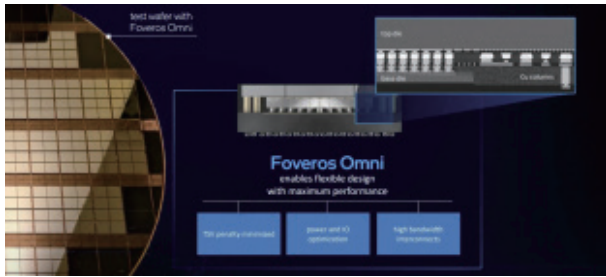 test wafer with
Foveros Omni
top die
base die
Cu columns
Foveros Omni
enables flexible design
with maximum performance
TSV penalty minimized
power and IO
optimization
high bandwidth
interconnects